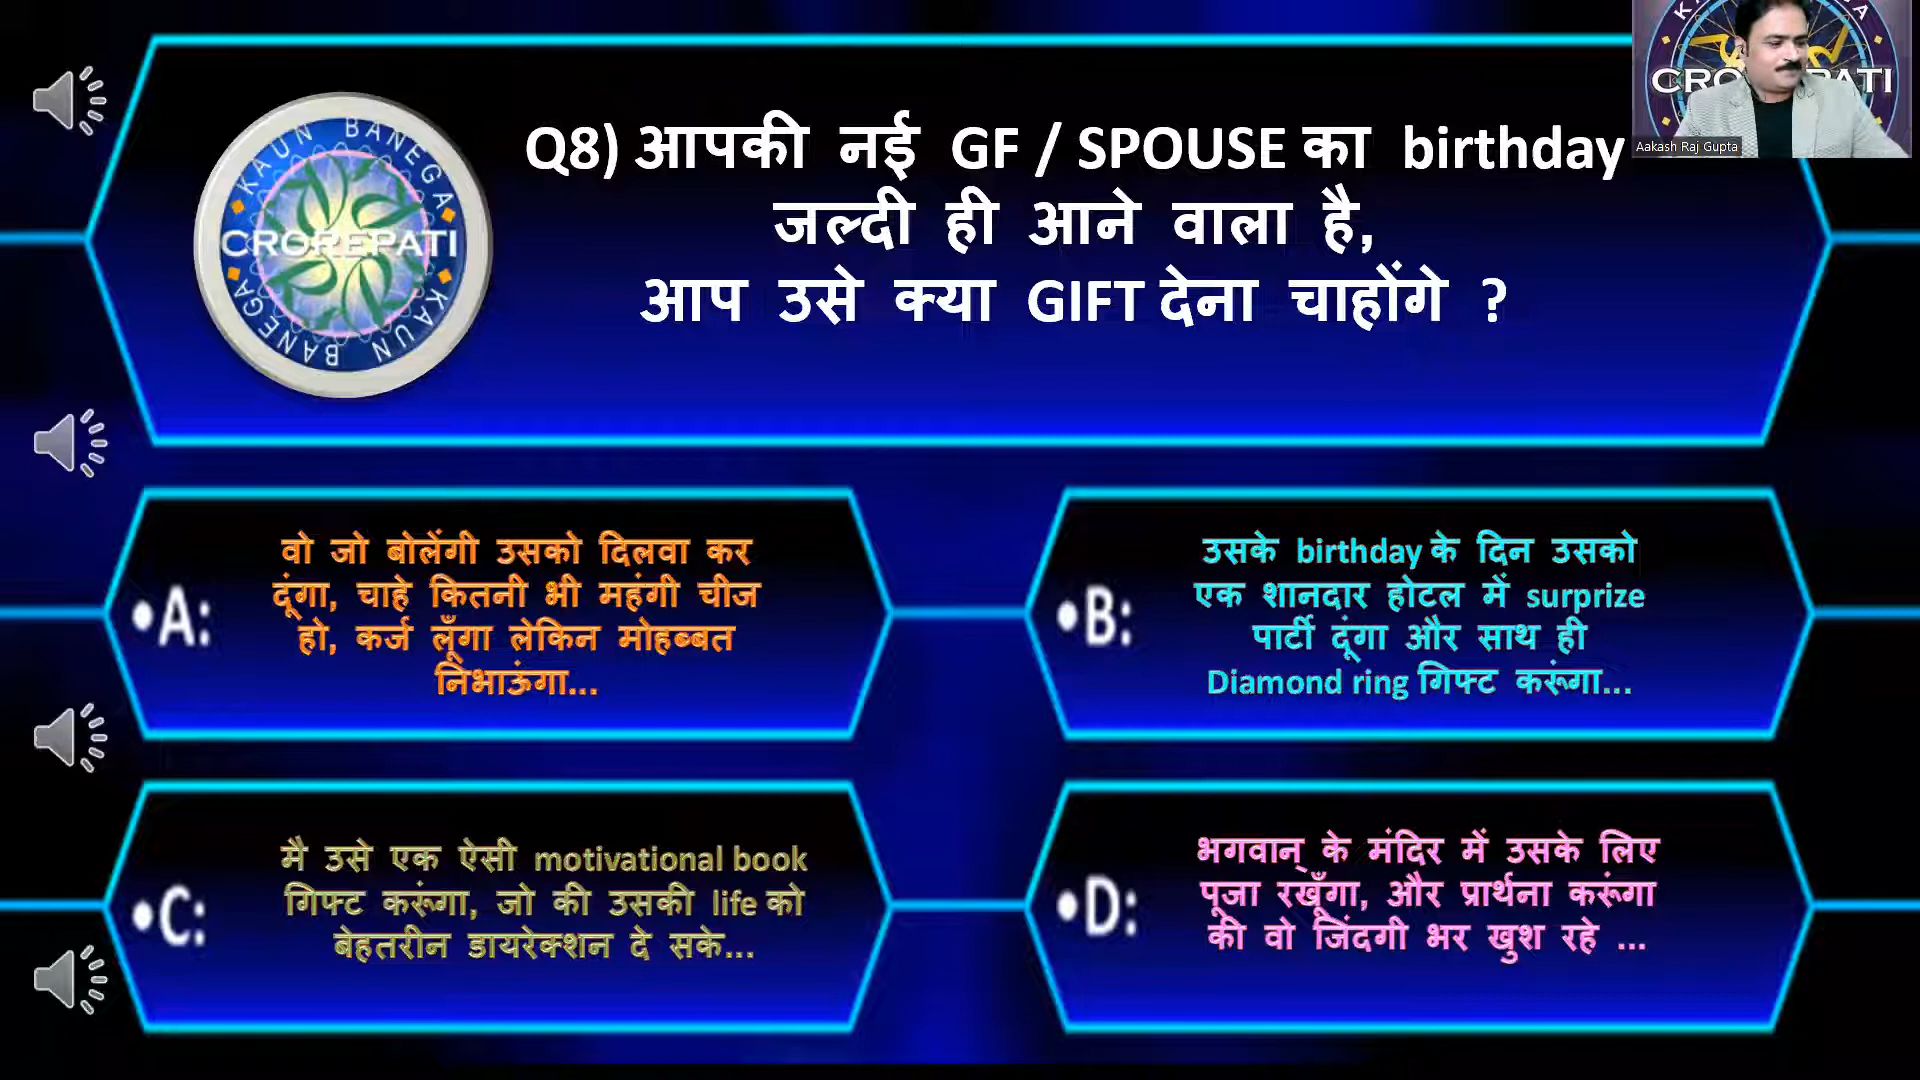 KAUN BANEGA
CROREPATI
KAUN BANEGA
Q8) आपकी नई GF / SPOUSE का birthday
जल्दी ही आने वाला है,
आप उसे क्या GIFT देना चाहोंगे ?
CROREPATI
Aakash Raj Gupta
•A:
वो जो बोलेंगी उसको दिलवा कर
दूंगा, चाहे कितनी भी महंगी चीज
हो, कर्ज लूँगा लेकिन मोहब्बत
निभाऊंगा...
•B:
उसके birthday के दिन उसको
एक शानदार होटल में surprize
पार्टी दूंगा और साथ ही
Diamond ring गिफ्ट करूंगा...
•C:
मै उसे एक ऐसी motivational book
गिफ्ट करूंगा, जो की उसकी life को
बेहतरीन डायरेक्शन दे सके...
•D:
भगवान् के मंदिर में उसके लिए
पूजा रखूँगा, और प्रार्थना करूंगा
की वो जिंदगी भर खुश रहे ...